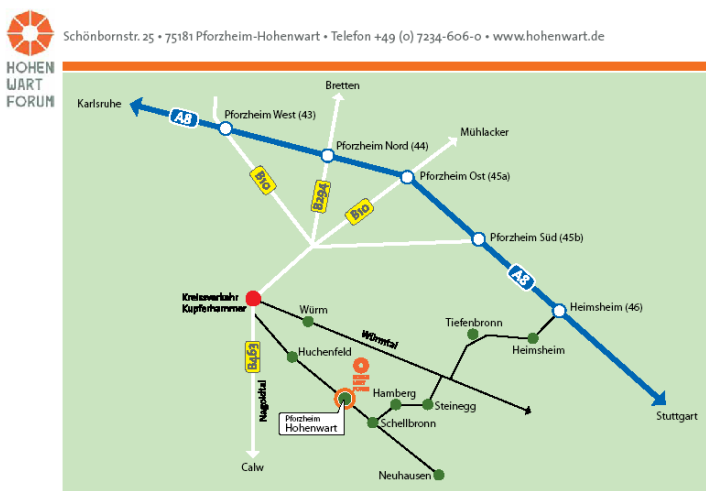 Schönbornstr. 25 • 75181 Pforzheim-Hohenwart • Telefon +49 (0) 7234-606-0 • www.hohenwart.de
HOHEN
WART
FORUM
Bretten
Karlsruhe
A8
Pforzheim West (43)
Mühlacker
Pforzheim Nord (44)
Pforzheim Ost (45a)
B10
B294
B10
Pforzheim Süd (45b)
A8
Kreissverkehr
Kupferhammer
Würm
Heimsheim (46)
Tiefenbronn
Würmtal
Heimsheim
B463
Huchenfeld
Nagoldtal
Hamberg
Steinegg
Pforzheim
Hohenwart
Schellbronn
Stuttgart
Calw
Neuhausen